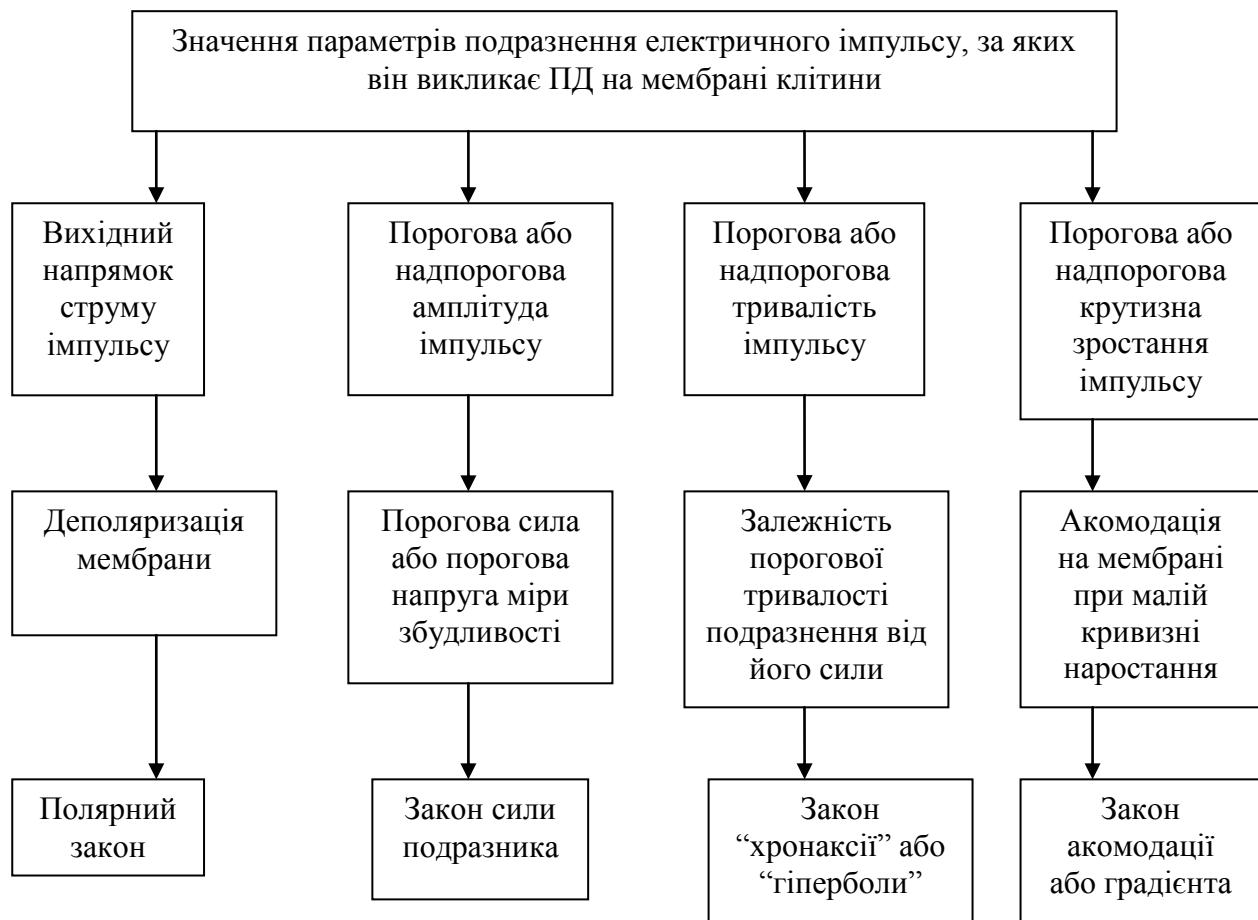 Значення параметрів подразнення електричного імпульсу, за яких
він викликає ПД на мембрані клітини
Вихідний
напрямок
струму
імпульсу
Порогова або
надпорогова
амплітуда
імпульсу
Порогова або
надпорогова
тривалість
імпульсу
Порогова або
надпорогова
крутизна
зростання
імпульсу
Деполяризація
мембрани
Порогова сила
або порогова
напруга міри
збудливості
Залежність
порогової
тривалості
подразнення від
його сили
Акомодація
на мембрані
при малій
кривизні
наростання
Полярний
закон
Закон сили
подразника
Закон
“хронаксії” або
“гіперболи”
Закон
акомодації
або градієнта